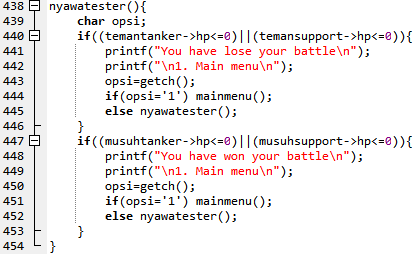 438 nyawatester(){
439     char opsi;
440     if((temantanker->hp<=0)||(temansupport->hp<=0)){
441         printf("You have lose your battle\n");
442         printf("\n1. Main menu\n");
443         opsi=getch();
444         if(opsi='1') mainmenu();
445         else nyawatester();
446     }
447     if((musuhtanker->hp<=0)||(musuhsupport->hp<=0)){
448         printf("You have won your battle\n");
449         printf("\n1. Main menu\n");
450         opsi=getch();
451         if(opsi='1') mainmenu();
452         else nyawatester();
453     }
454 }